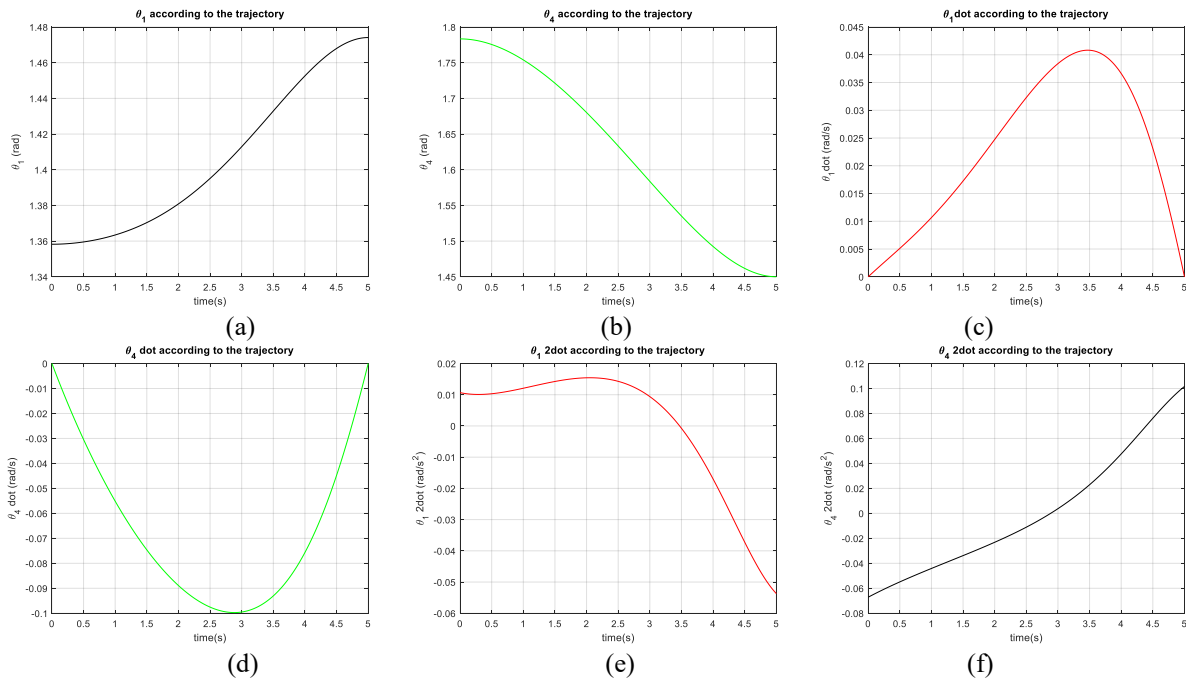 θ₁ according to the trajectory
1.48
1.46
1.44
1.42
1.4
1.38
1.36
1.34
θ₁ (rad)
0 0.5 1 1.5 2 2.5 3 3.5 4 4.5 5
time(s)
(a)
θ₄ according to the trajectory
1.8
1.75
1.7
1.65
1.6
1.55
1.5
1.45
θ₄ (rad)
0 0.5 1 1.5 2 2.5 3 3.5 4 4.5 5
time(s)
(b)
θ₁dot according to the trajectory
0.045
0.04
0.035
0.03
0.025
0.02
0.015
0.01
0.005
0
θ₁dot (rad/s)
0 0.5 1 1.5 2 2.5 3 3.5 4 4.5 5
time(s)
(c)
θ₄ dot according to the trajectory
0
-0.01
-0.02
-0.03
-0.04
-0.05
-0.06
-0.07
-0.08
-0.09
-0.1
θ₄ dot (rad/s)
0 0.5 1 1.5 2 2.5 3 3.5 4 4.5 5
time(s)
(d)
θ₁ 2dot according to the trajectory
0.02
0.01
0
-0.01
-0.02
-0.03
-0.04
-0.05
-0.06
θ₁ 2dot (rad/s²)
0 0.5 1 1.5 2 2.5 3 3.5 4 4.5 5
time(s)
(e)
θ₄ 2dot according to the trajectory
0.12
0.1
0.08
0.06
0.04
0.02
0
-0.02
-0.04
-0.06
-0.08
θ₄ 2dot (rad/s²)
0 0.5 1 1.5 2 2.5 3 3.5 4 4.5 5
time(s)
(f)